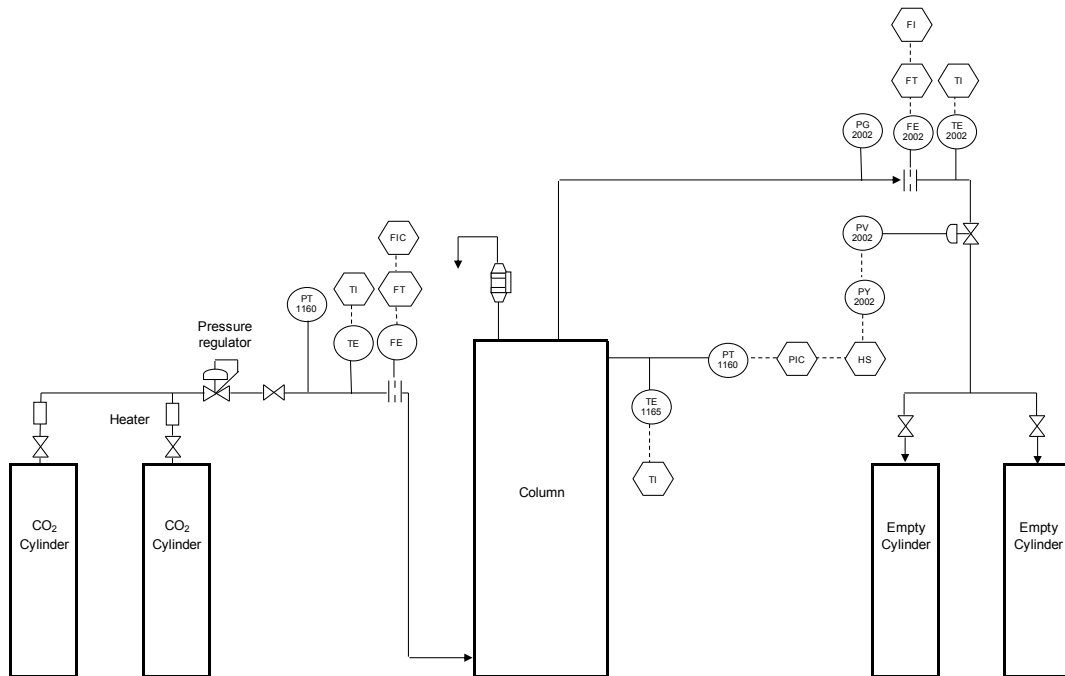 FI
FT
TI
PG
2002
FE
2002
TE
2002
FIC
PV
2002
TI
FT
PT
1160
PY
2002
Pressure
regulator
TE
FE
PT
1160
PIC
HS
TE
1165
Heater
TI
Column
CO₂
Cylinder
CO₂
Cylinder
Empty
Cylinder
Empty
Cylinder